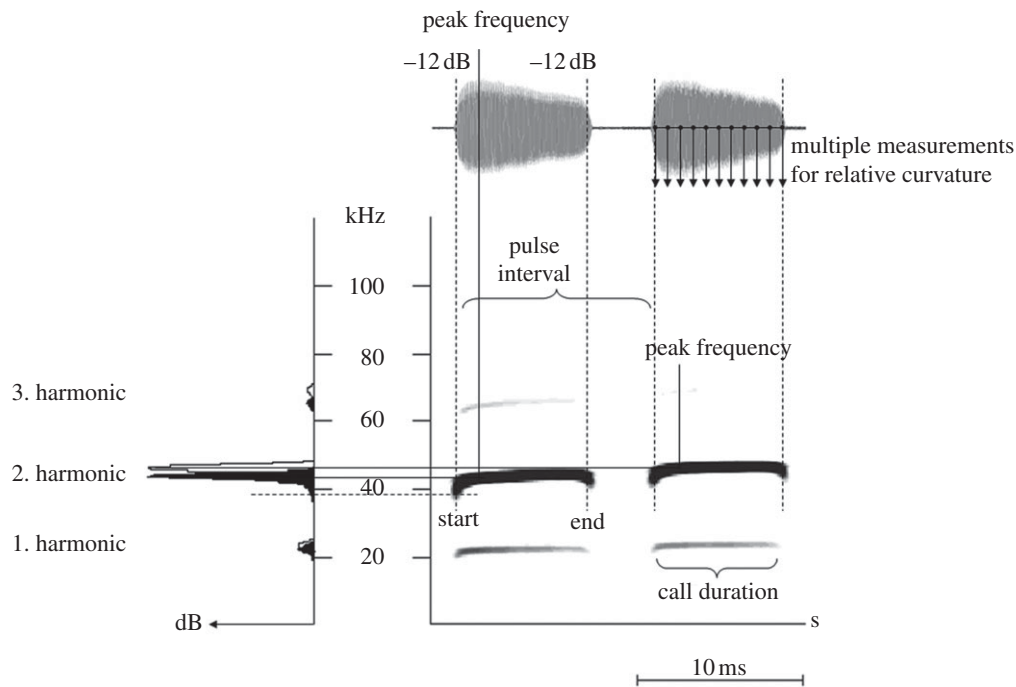 peak frequency
–12 dB
–12 dB
multiple measurements
for relative curvature
kHz
pulse
interval
100
peak frequency
80
3. harmonic
60
2. harmonic
40
start
end
1. harmonic
20
call duration
dB
s
10 ms